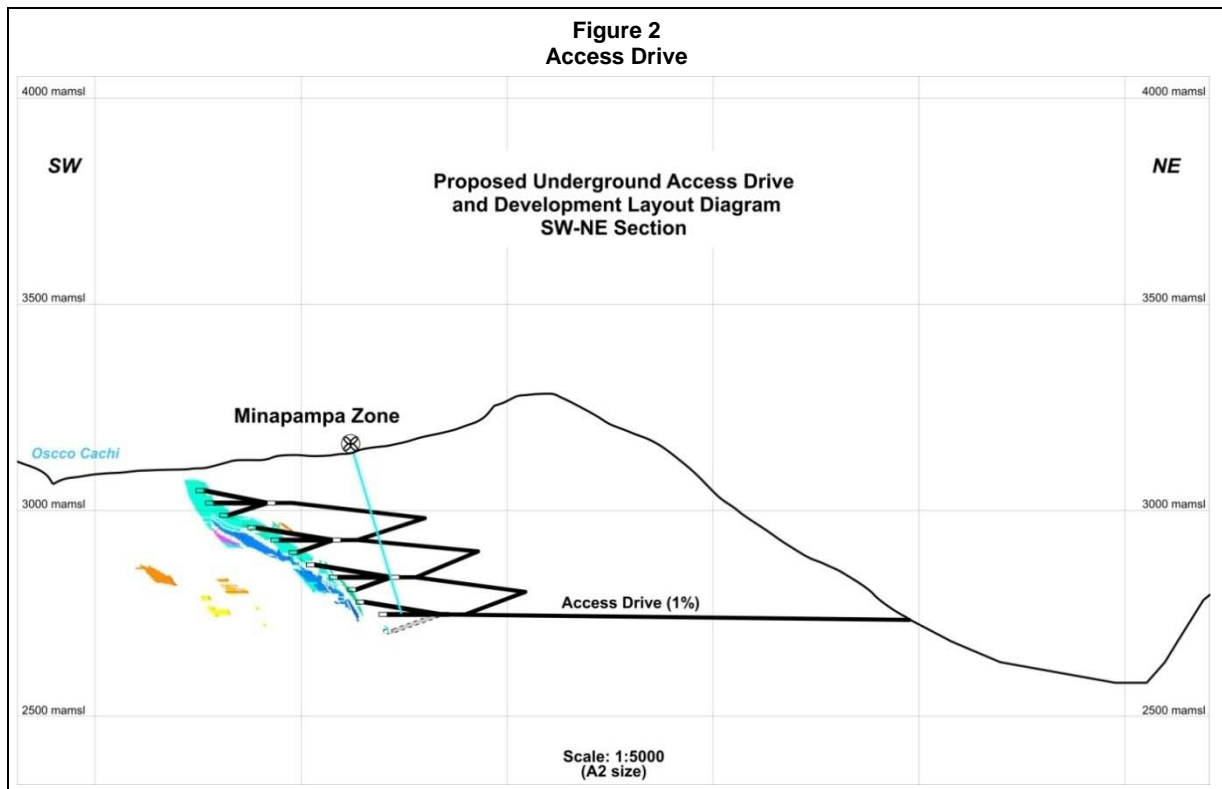 Figure 2
Access Drive
4000 mamsl
4000 mamsl
SW
NE
Proposed Underground Access Drive
and Development Layout Diagram
SW-NE Section
3500 mamsl
3500 mamsl
Minapampa Zone
Oscco Cachi
3000 mamsl
3000 mamsl
Access Drive (1%)
2500 mamsl
2500 mamsl
Scale: 1:5000
(A2 size)